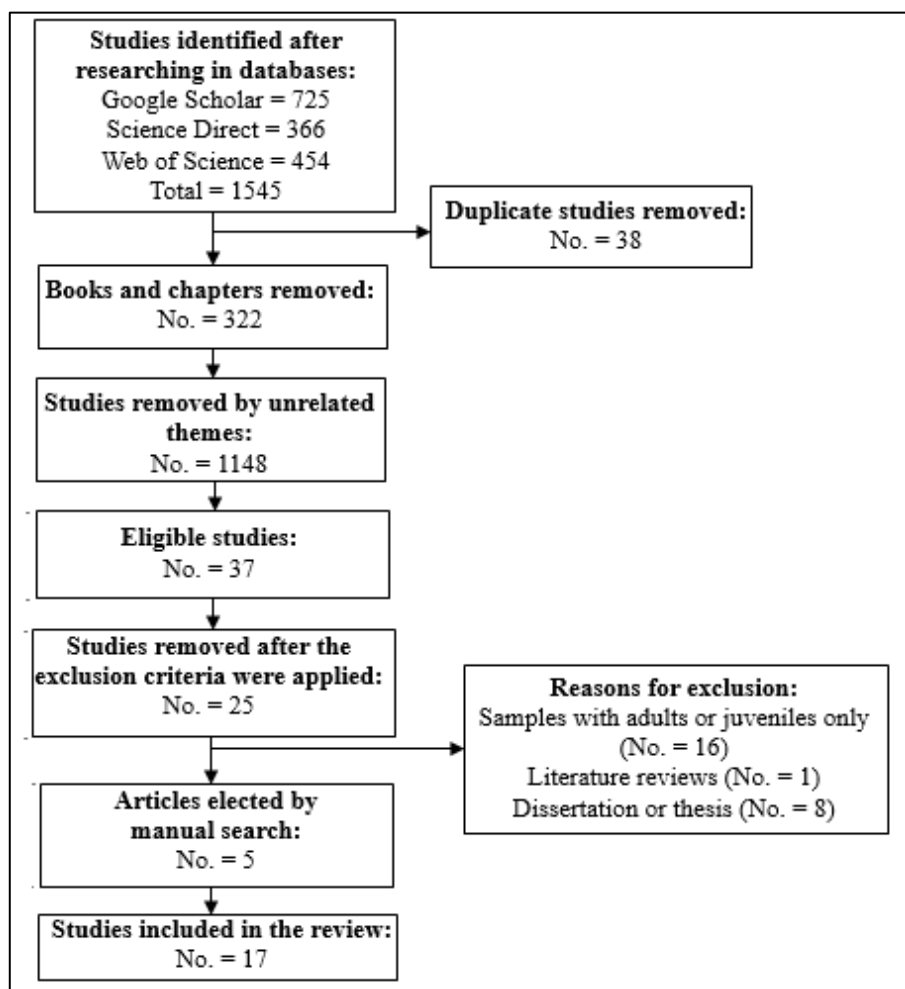 Studies identified after
researching in databases:
Google Scholar = 725
Science Direct = 366
Web of Science = 454
Total = 1545
Duplicate studies removed:
No. = 38
Books and chapters removed:
No. = 322
Studies removed by unrelated
themes:
No. = 1148
Eligible studies:
No. = 37
Studies removed after the
exclusion criteria were applied:
No. = 25
Reasons for exclusion:
Samples with adults or juveniles only
(No. = 16)
Literature reviews (No. = 1)
Dissertation or thesis (No. = 8)
Articles elected by
manual search:
No. = 5
Studies included in the review:
No. = 17